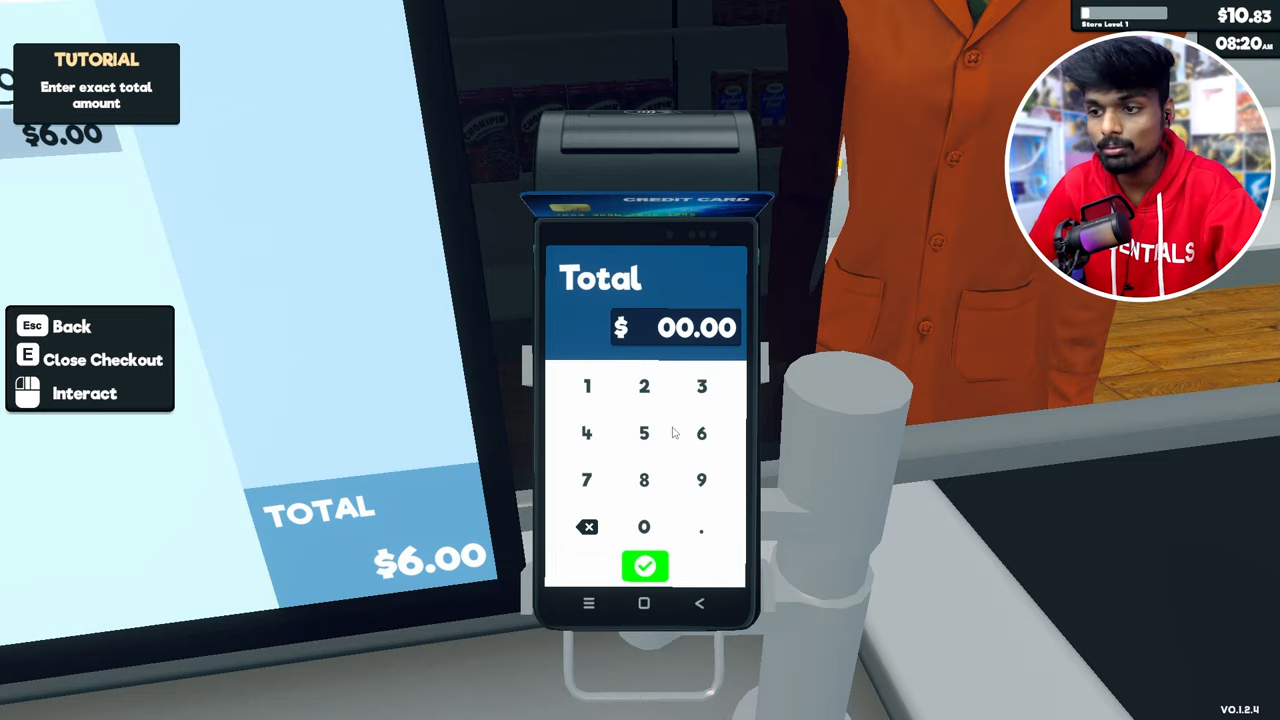 TUTORIAL
Enter exact total
amount
$6.00
Esc Back
E Close Checkout
Interact
TOTAL
$6.00
CREDIT CARD
Total
$ 00.00
1 2 3
4 5 6
7 8 9
0 .
Store Level 1
$10.83
08:20AM
ENTIALS
V0.1.2.4